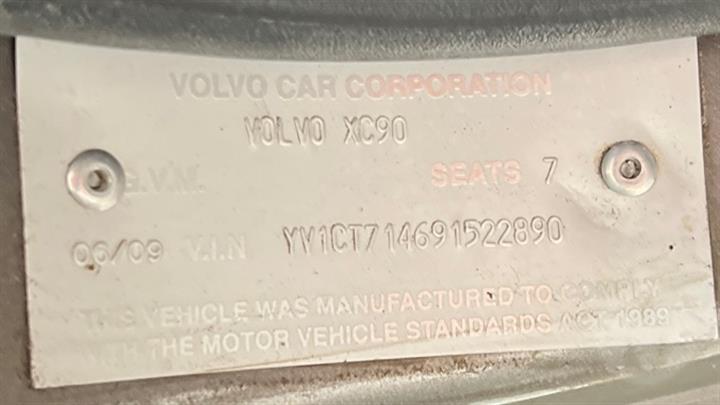 VOLVO CAR CORPORATION
VOLVO XC90
G.V.M. SEATS 7
06/09 V.I.N YV1CT714691522890
THIS VEHICLE WAS MANUFACTURED TO COMPLY
WITH THE MOTOR VEHICLE STANDARDS ACT 1989